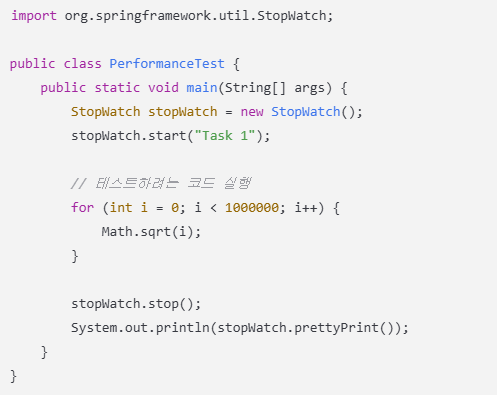 import org.springframework.util.StopWatch;

public class PerformanceTest {
    public static void main(String[] args) {
        StopWatch stopWatch = new StopWatch();
        stopWatch.start("Task 1");

        // 테스트하려는 코드 실행
        for (int i = 0; i < 1000000; i++) {
            Math.sqrt(i);
        }

        stopWatch.stop();
        System.out.println(stopWatch.prettyPrint());
    }
}